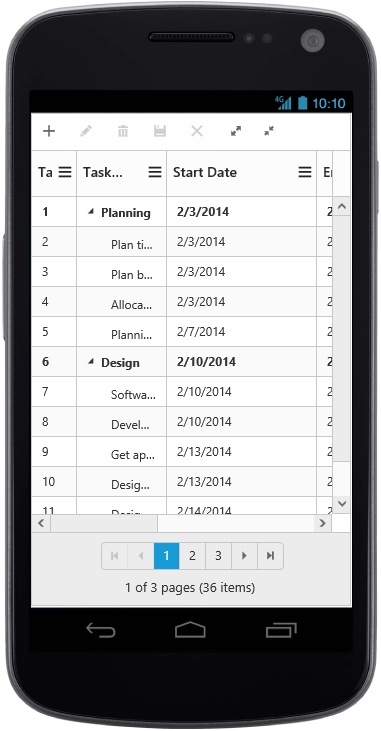 4G 10:10
Ta Task... Start Date
1 Planning 2/3/2014 2
2 Plan ti... 2/3/2014 2
3 Plan b... 2/3/2014 2
4 Alloca... 2/3/2014 2
5 Planni... 2/7/2014 2
6 Design 2/10/2014 2
7 Softwa... 2/10/2014 2
8 Devel... 2/10/2014 2
9 Get ap... 2/13/2014 2
10 Desig... 2/13/2014 2
11 Desig... 2/14/2014 2
1 2 3
1 of 3 pages (36 items)